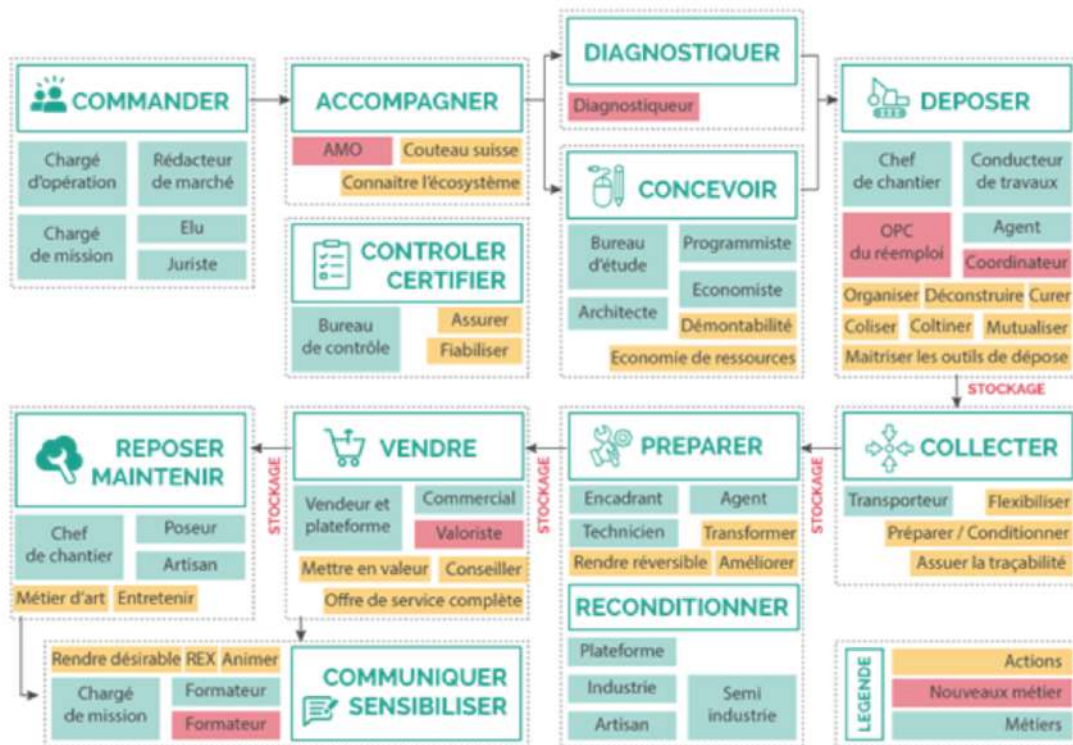 COMMANDER
Chargé
d'opération
Rédacteur
de marché
Chargé
de mission
Elu
Juriste
ACCOMPAGNER
AMO
Couteau suisse
Connaitre l'écosystème
CONTROLER
CERTIFIER
Bureau
de contrôle
Assurer
Fiabiliser
DIAGNOSTIQUER
Diagnostiqueur
CONCEVOIR
Bureau
d'étude
Programmiste
Economiste
Architecte
Démontabilité
Economie de ressources
DEPOSER
Chef
de chantier
Conducteur
de travaux
OPC
du réemploi
Agent
Coordinateur
Organiser
Déconstruire
Curer
Coliser
Coltiner
Mutualiser
Maitriser les outils de dépose
STOCKAGE
COLLECTER
Transporteur
Flexibiliser
Préparer / Conditionner
Assuer la traçabilité
STOCKAGE
PREPARER
Encadrant
Agent
Technicien
Transformer
Rendre réversible
Améliorer
RECONDITIONNER
Plateforme
Industrie
Artisan
Semi
industrie
STOCKAGE
VENDRE
Vendeur et
plateforme
Commercial
Valoriste
Mettre en valeur
Conseiller
Offre de service complète
STOCKAGE
REPOSER
MAINTENIR
Chef
de chantier
Poseur
Artisan
Métier d'art
Entretenir
Rendre désirable
REX
Animer
Chargé
de mission
Formateur
Formateur
COMMUNIQUER
SENSIBILISER
LEGENDE
Actions
Nouveaux métier
Métiers